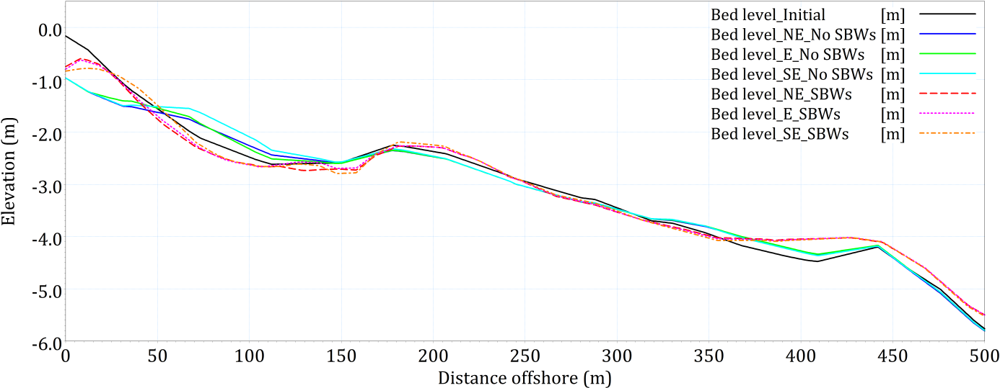 Bed level_Initial [m]
Bed level_NE_No SBWs [m]
Bed level_E_No SBWs [m]
Bed level_SE_No SBWs [m]
Bed level_NE_SBWs [m]
Bed level_E_SBWs [m]
Bed level_SE_SBWs [m]
0.0
-1.0
-2.0
-3.0
-4.0
-5.0
-6.0
Elevation (m)
0 50 100 150 200 250 300 350 400 450 500
Distance offshore (m)